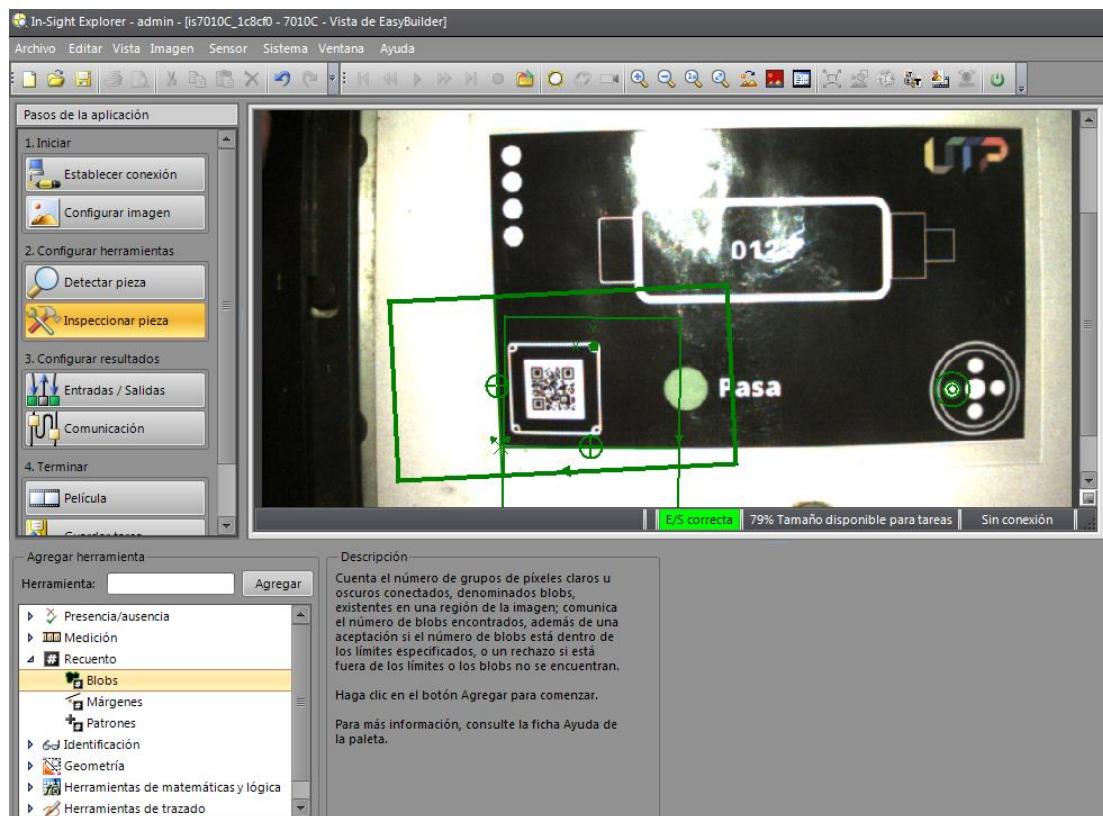 In-Sight Explorer - admin - [is7010C_1c8cf0 - 7010C - Vista de EasyBuilder]
Archivo Editar Vista Imagen Sensor Sistema Ventana Ayuda
Pasos de la aplicación
1. Iniciar
Establecer conexión
Configurar imagen
2. Configurar herramientas
Detectar pieza
Inspeccionar pieza
3. Configurar resultados
Entradas / Salidas
Comunicación
4. Terminar
Película
UTP
Pasa
E/S correcta 79% Tamaño disponible para tareas Sin conexión
Agregar herramienta
Herramienta: Agregar
Presencia/ausencia
Medición
Recuento
Blobs
Márgenes
Patrones
Identificación
Geometría
Herramientas de matemáticas y lógica
Herramientas de trazado
Descripción
Cuenta el número de grupos de píxeles claros u
oscuros conectados, denominados blobs,
existentes en una región de la imagen; comunica
el número de blobs encontrados, además de una
aceptación si el número de blobs está dentro de
los límites especificados, o un rechazo si está
fuera de los límites o los blobs no se encuentran.
Haga clic en el botón Agregar para comenzar.
Para más información, consulte la ficha Ayuda de
la paleta.